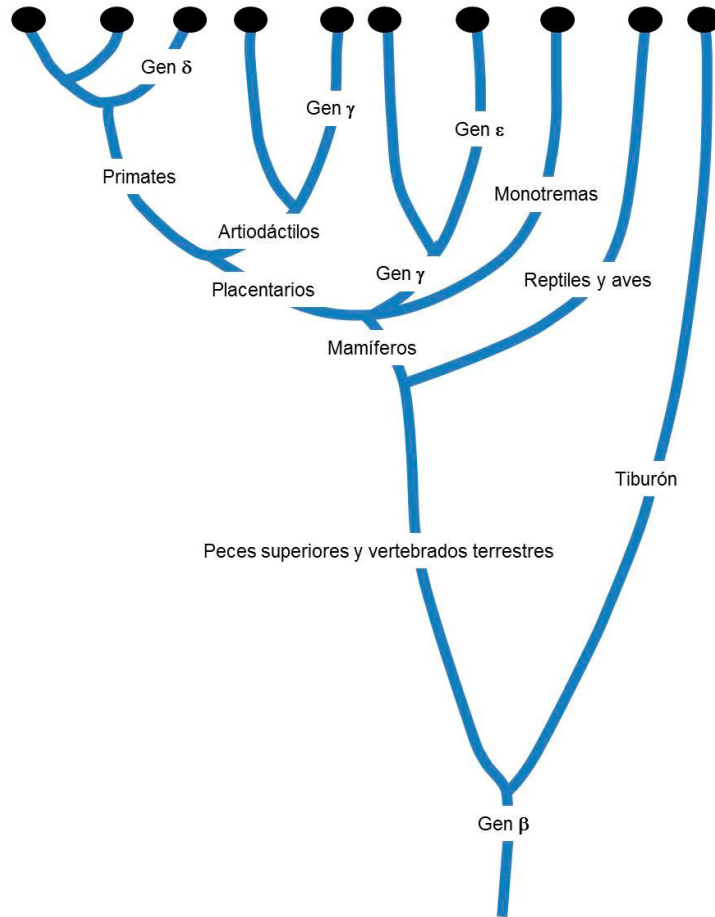 Gen δ
Gen γ
Gen ε
Primates
Monotremas
Artiodáctilos
Gen γ
Reptiles y aves
Placentarios
Mamíferos
Tiburón
Peces superiores y vertebrados terrestres
Gen β